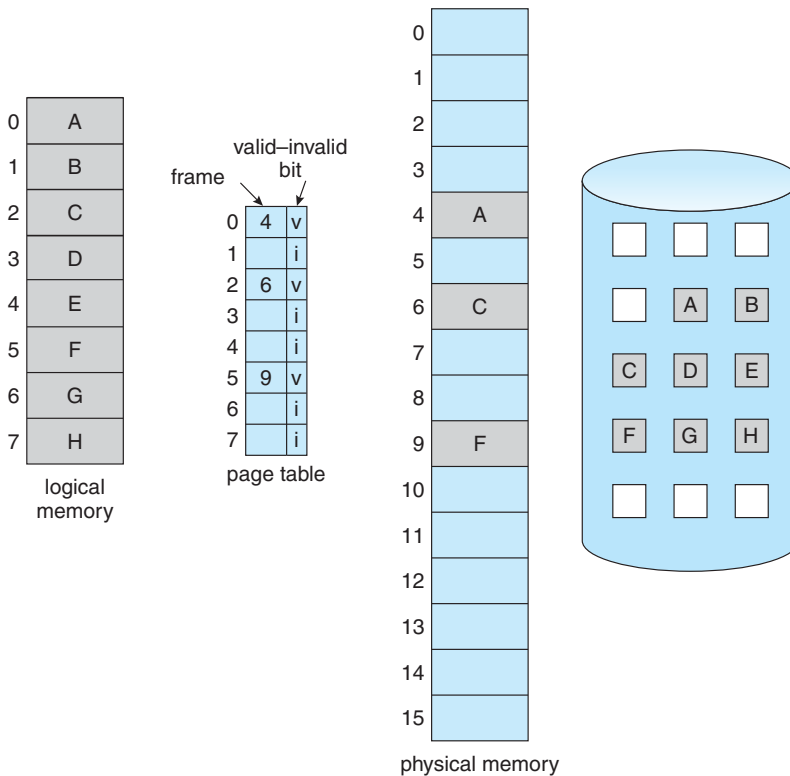 0 A
1 B
2 C
3 D
4 E
5 F
6 G
7 H
logical
memory
valid–invalid
bit
frame
0 4 v
1 i
2 6 v
3 i
4 i
5 9 v
6 i
7 i
page table
0
1
2
3
4 A
5
6 C
7
8
9 F
10
11
12
13
14
15
physical memory
A B
C D E
F G H